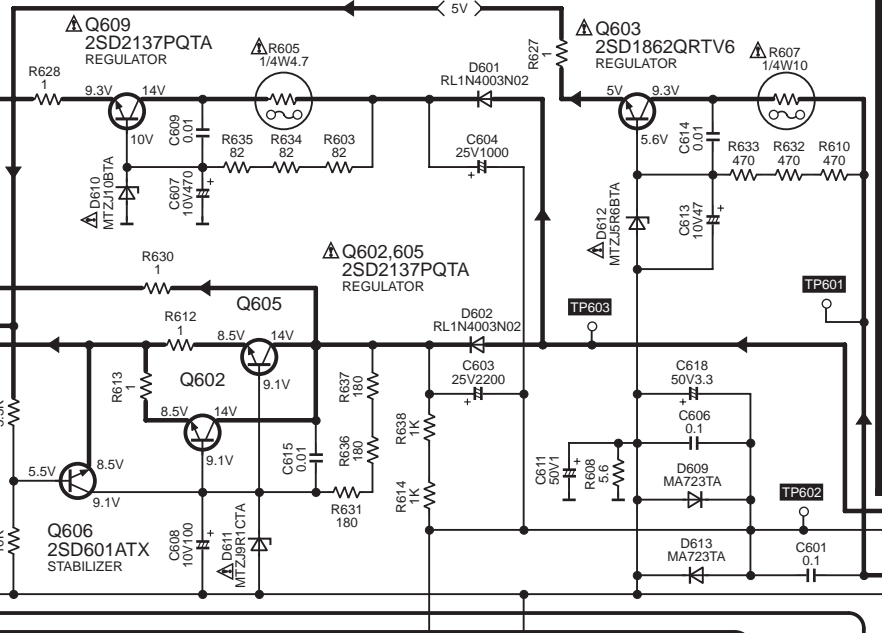 5V
Q609
2SD2137PQTA
REGULATOR
R605
1/4W4.7
R628
1
9.3V
14V
10V
C609
0.01
D601
RL1N4003N02
R627
1
Q603
2SD1862QRTV6
REGULATOR
R607
1/4W10
5V
9.3V
5.6V
C614
0.01
R635
82
R634
82
R603
82
C604
25V1000
+
R633
470
R632
470
R610
470
D610
MTZJ10BTA
C607
10V470
+
D612
MTZJ5R6BTA
C613
10V47
+
R630
1
Q602,605
2SD2137PQTA
REGULATOR
TP601
TP603
Q605
R612
1
8.5V
14V
9.1V
D602
RL1N4003N02
R613
1
Q602
8.5V
14V
9.1V
R637
180
C603
25V2200
+
C618
50V3.3
+
R638
1K
C606
0.1
C615
0.01
R636
180
C611
50V1
+
R608
5.6
D609
MA723TA
5.5V
8.5V
9.1V
R631
180
R614
1K
TP602
Q606
2SD601ATX
STABILIZER
C608
10V100
+
D611
MTZJ9R1CTA
D613
MA723TA
C601
0.1